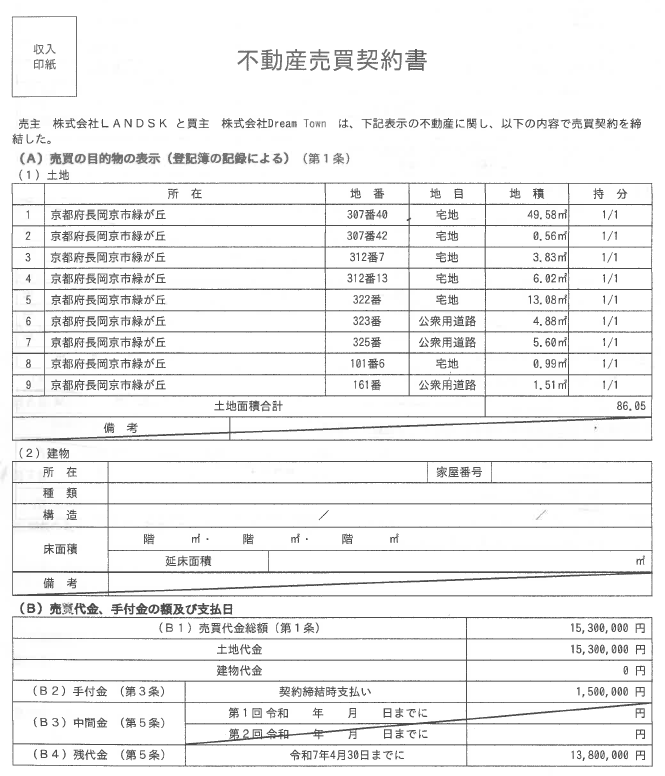 収入
印紙
不動産売買契約書
売主 株式会社ＬＡＮＤＳＫ と買主 株式会社Dream Town は、下記表示の不動産に関し、以下の内容で売買契約を締
結した。
（Ａ）売買の目的物の表示（登記簿の記録による）（第１条）
（１）土地
所 在 地 番 地 目 地 積 持 分
1 京都府長岡京市緑が丘 307番40 宅地 49.58㎡ 1/1
2 京都府長岡京市緑が丘 307番42 宅地 0.56㎡ 1/1
3 京都府長岡京市緑が丘 312番7 宅地 3.83㎡ 1/1
4 京都府長岡京市緑が丘 312番13 宅地 6.02㎡ 1/1
5 京都府長岡京市緑が丘 322番 宅地 13.08㎡ 1/1
6 京都府長岡京市緑が丘 323番 公衆用道路 4.88㎡ 1/1
7 京都府長岡京市緑が丘 325番 公衆用道路 5.60㎡ 1/1
8 京都府長岡京市緑が丘 101番6 宅地 0.99㎡ 1/1
9 京都府長岡京市緑が丘 161番 公衆用道路 1.51㎡ 1/1
土地面積合計 86.05
備 考
（２）建物
所 在 家屋番号
種 類
構 造 ／ ／
床面積 階 ㎡・ 階 ㎡・ 階 ㎡
延床面積 ㎡
備 考
（Ｂ）売買代金、手付金の額及び支払日
（Ｂ１）売買代金総額（第１条） 15,300,000 円
土地代金 15,300,000 円
建物代金 0 円
（Ｂ２）手付金 （第３条） 契約締結時支払い 1,500,000 円
（Ｂ３）中間金 （第５条） 第１回 令和 年 月 日までに 円
第２回 令和 年 月 日までに 円
（Ｂ４）残代金 （第５条） 令和7年4月30日までに 13,800,000 円